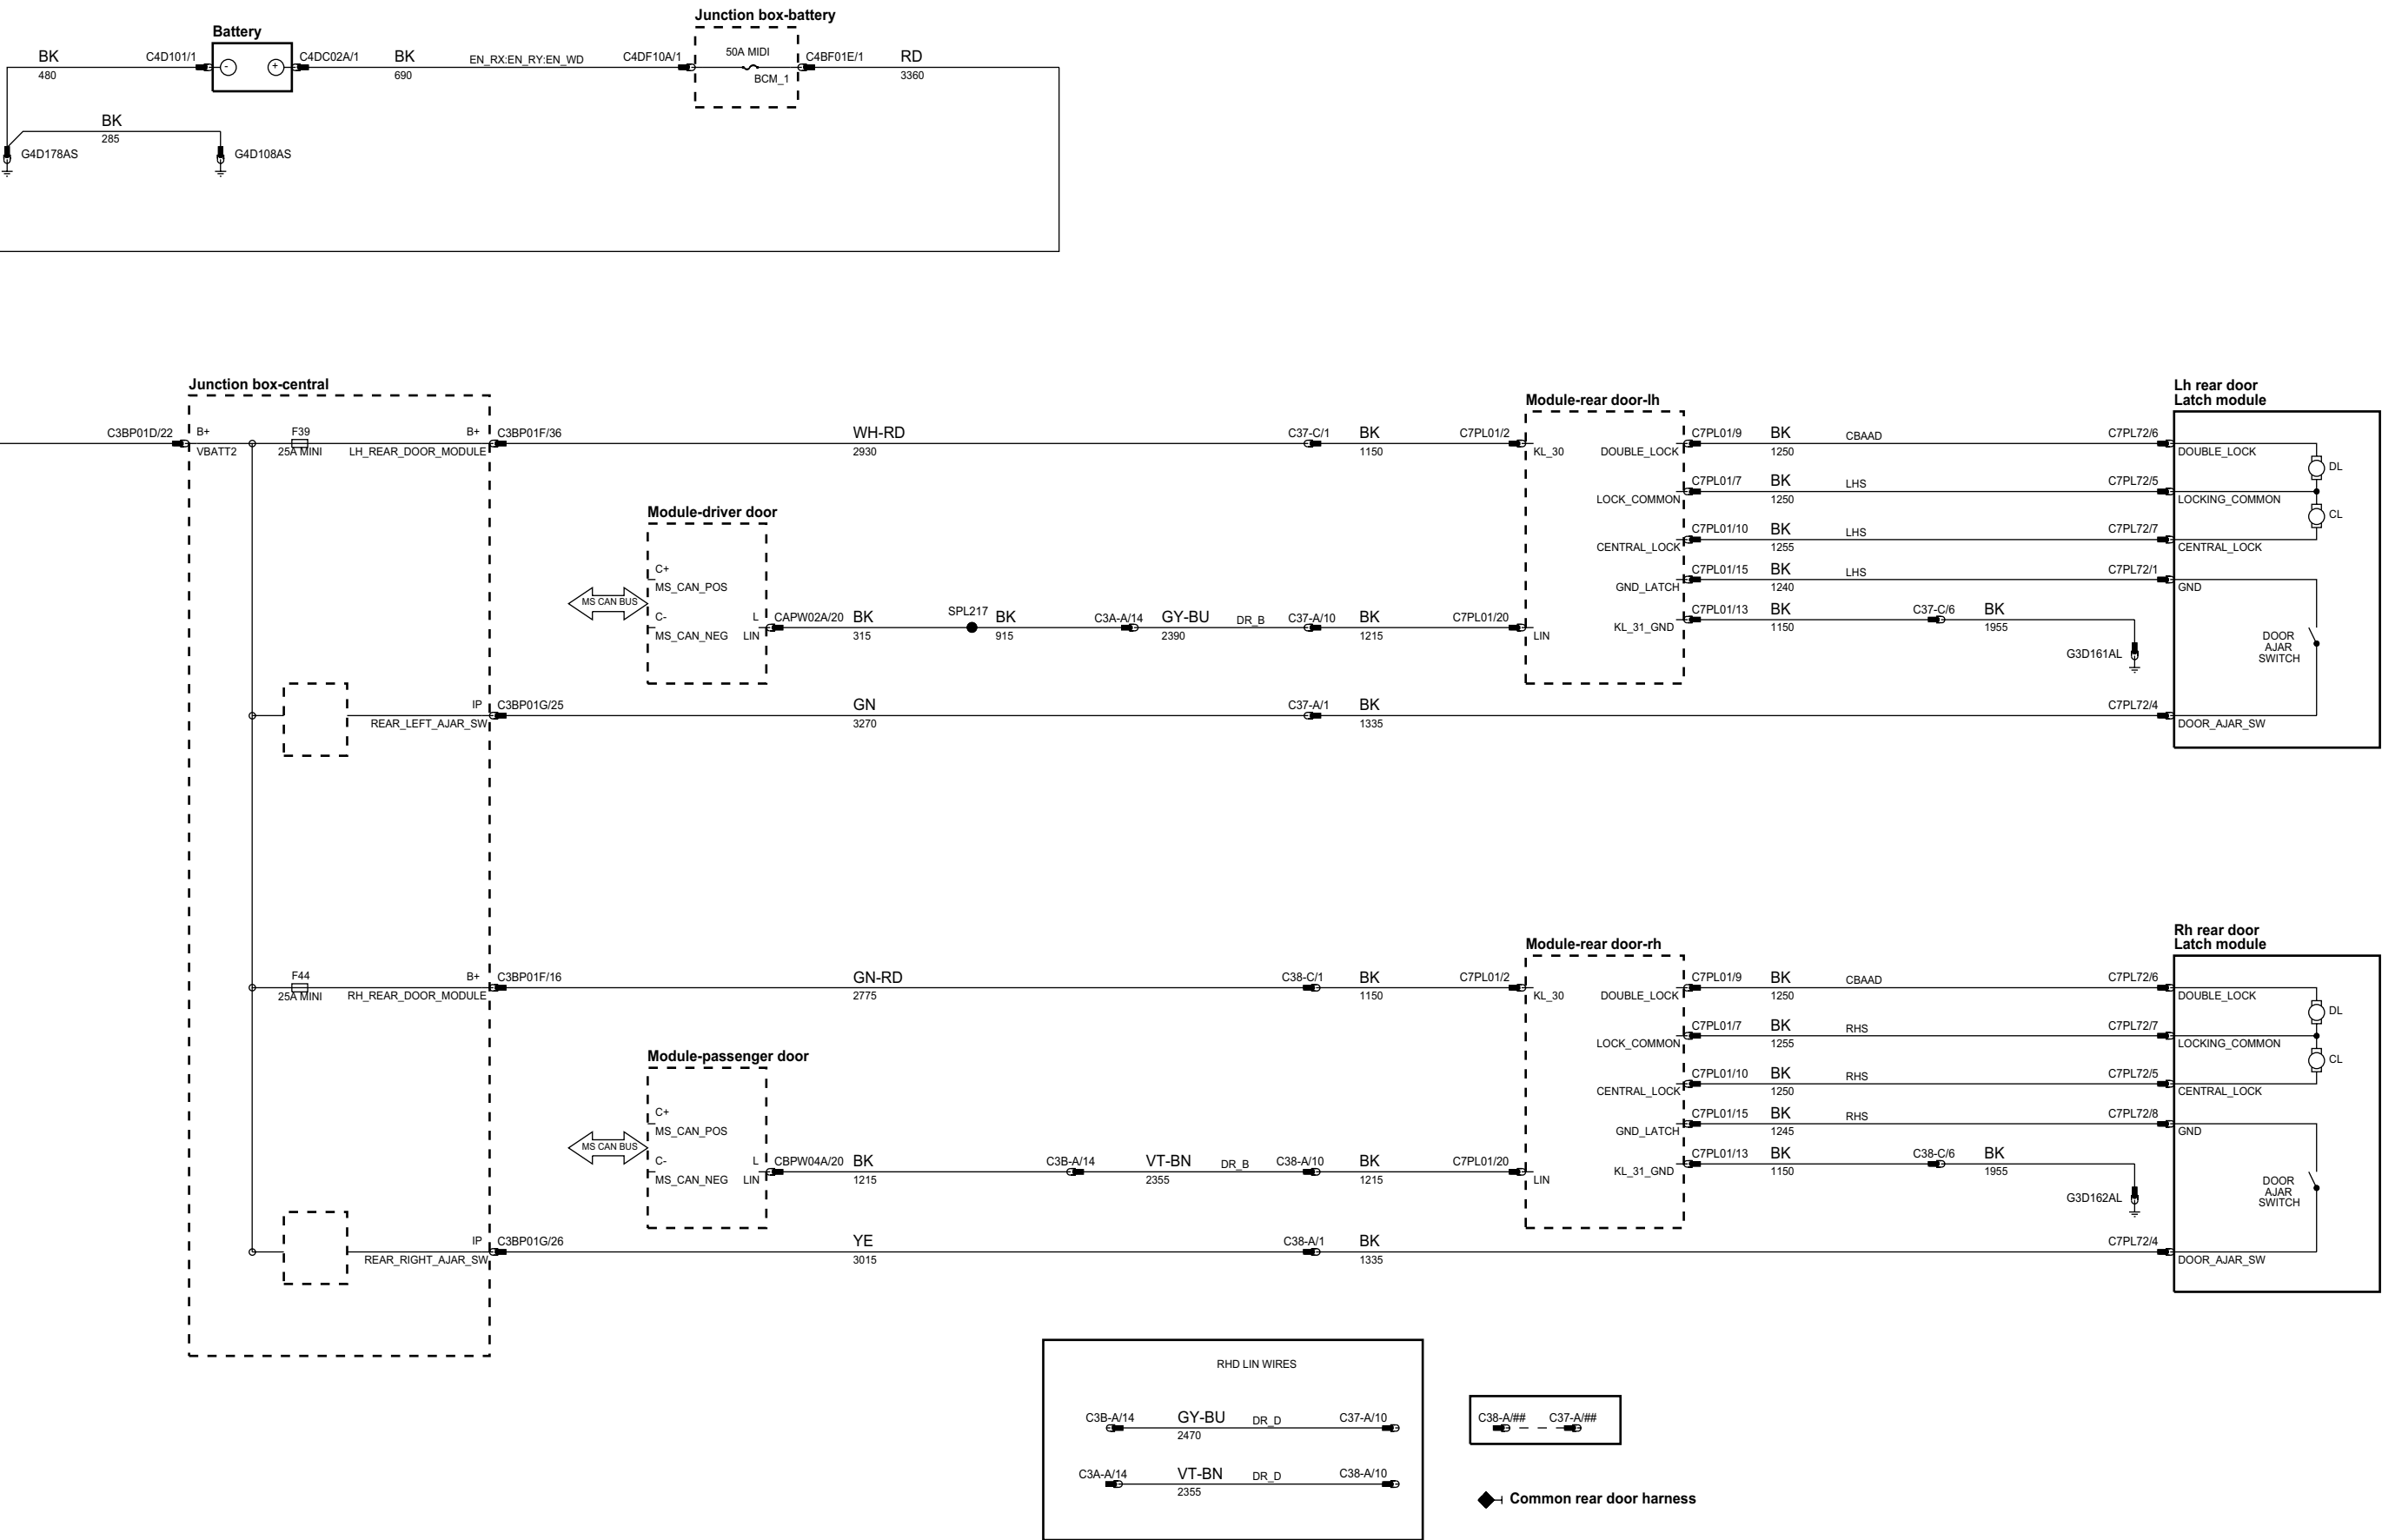 Junction box-battery
Battery
BK
480
C4D101/1
-
+
C4DC02A/1
BK
690
EN_RX:EN_RY:EN_WD
C4DF10A/1
50A MIDI
BCM_1
C4BF01E/1
RD
3360
BK
285
G4D178AS
G4D108AS
Junction box-central
C3BP01D/22
B+
VBATT2
F39
25A MINI
B+
LH_REAR_DOOR_MODULE
C3BP01F/36
WH-RD
2930
C37-C/1
BK
1150
C7PL01/2
Module-rear door-lh
KL_30
DOUBLE_LOCK
C7PL01/9
BK
1250
CBAAD
C7PL72/6
Lh rear door
Latch module
DOUBLE_LOCK
DL
LOCK_COMMON
C7PL01/7
BK
1250
LHS
C7PL72/5
LOCKING_COMMON
CL
CENTRAL_LOCK
C7PL01/10
BK
1255
LHS
C7PL72/7
CENTRAL_LOCK
GND_LATCH
C7PL01/15
BK
1240
LHS
C7PL72/1
GND
KL_31_GND
C7PL01/13
BK
1150
C37-C/6
BK
1955
G3D161AL
DOOR
AJAR
SWITCH
Module-driver door
C+
MS_CAN_POS
MS CAN BUS
C-
MS_CAN_NEG
L
LIN
CAPW02A/20
BK
315
SPL217
BK
915
C3A-A/14
GY-BU
2390
DR_B
C37-A/10
BK
1215
C7PL01/20
LIN
IP
REAR_LEFT_AJAR_SW
C3BP01G/25
GN
3270
C37-A/1
BK
1335
C7PL72/4
DOOR_AJAR_SW
F44
25A MINI
B+
RH_REAR_DOOR_MODULE
C3BP01F/16
GN-RD
2775
C38-C/1
BK
1150
C7PL01/2
Module-rear door-rh
KL_30
DOUBLE_LOCK
C7PL01/9
BK
1250
CBAAD
C7PL72/6
Rh rear door
Latch module
DOUBLE_LOCK
DL
LOCK_COMMON
C7PL01/7
BK
1255
RHS
C7PL72/7
LOCKING_COMMON
CL
CENTRAL_LOCK
C7PL01/10
BK
1250
RHS
C7PL72/5
CENTRAL_LOCK
GND_LATCH
C7PL01/15
BK
1245
RHS
C7PL72/8
GND
KL_31_GND
C7PL01/13
BK
1150
C38-C/6
BK
1955
G3D162AL
DOOR
AJAR
SWITCH
Module-passenger door
C+
MS_CAN_POS
MS CAN BUS
C-
MS_CAN_NEG
L
LIN
CBPW04A/20
BK
1215
C3B-A/14
VT-BN
2355
DR_B
C38-A/10
BK
1215
C7PL01/20
LIN
IP
REAR_RIGHT_AJAR_SW
C3BP01G/26
YE
3015
C38-A/1
BK
1335
C7PL72/4
DOOR_AJAR_SW
RHD LIN WIRES
C3B-A/14
GY-BU
2470
DR_D
C37-A/10
C3A-A/14
VT-BN
2355
DR_D
C38-A/10
C38-A/## C37-A/##
Common rear door harness